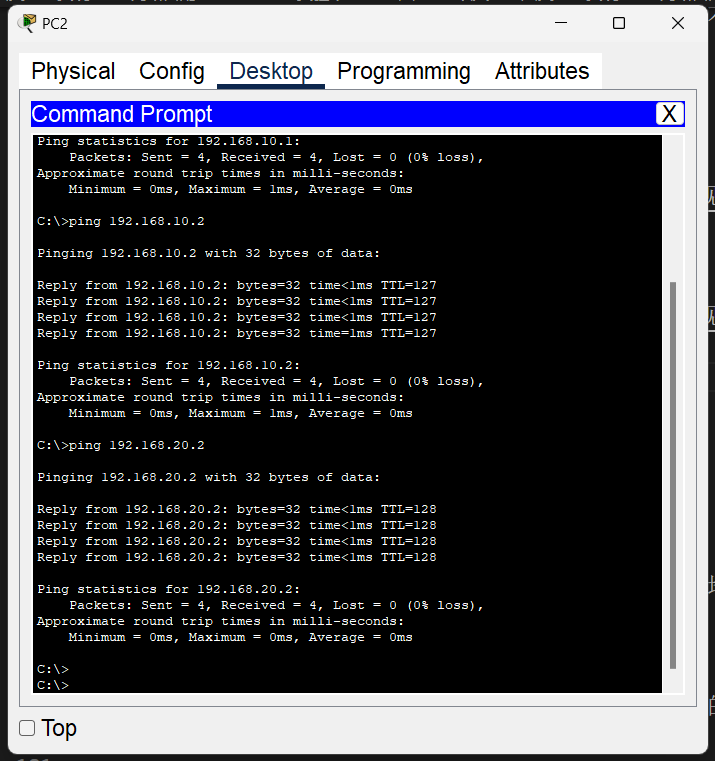 PC2
Physical Config Desktop Programming Attributes
Command Prompt X
Ping statistics for 192.168.10.1:
    Packets: Sent = 4, Received = 4, Lost = 0 (0% loss),
Approximate round trip times in milli-seconds:
    Minimum = 0ms, Maximum = 1ms, Average = 0ms

C:\>ping 192.168.10.2

Pinging 192.168.10.2 with 32 bytes of data:

Reply from 192.168.10.2: bytes=32 time<1ms TTL=127
Reply from 192.168.10.2: bytes=32 time<1ms TTL=127
Reply from 192.168.10.2: bytes=32 time<1ms TTL=127
Reply from 192.168.10.2: bytes=32 time=1ms TTL=127

Ping statistics for 192.168.10.2:
    Packets: Sent = 4, Received = 4, Lost = 0 (0% loss),
Approximate round trip times in milli-seconds:
    Minimum = 0ms, Maximum = 1ms, Average = 0ms

C:\>ping 192.168.20.2

Pinging 192.168.20.2 with 32 bytes of data:

Reply from 192.168.20.2: bytes=32 time<1ms TTL=128
Reply from 192.168.20.2: bytes=32 time<1ms TTL=128
Reply from 192.168.20.2: bytes=32 time<1ms TTL=128
Reply from 192.168.20.2: bytes=32 time<1ms TTL=128

Ping statistics for 192.168.20.2:
    Packets: Sent = 4, Received = 4, Lost = 0 (0% loss),
Approximate round trip times in milli-seconds:
    Minimum = 0ms, Maximum = 0ms, Average = 0ms

C:\>
C:\>
Top